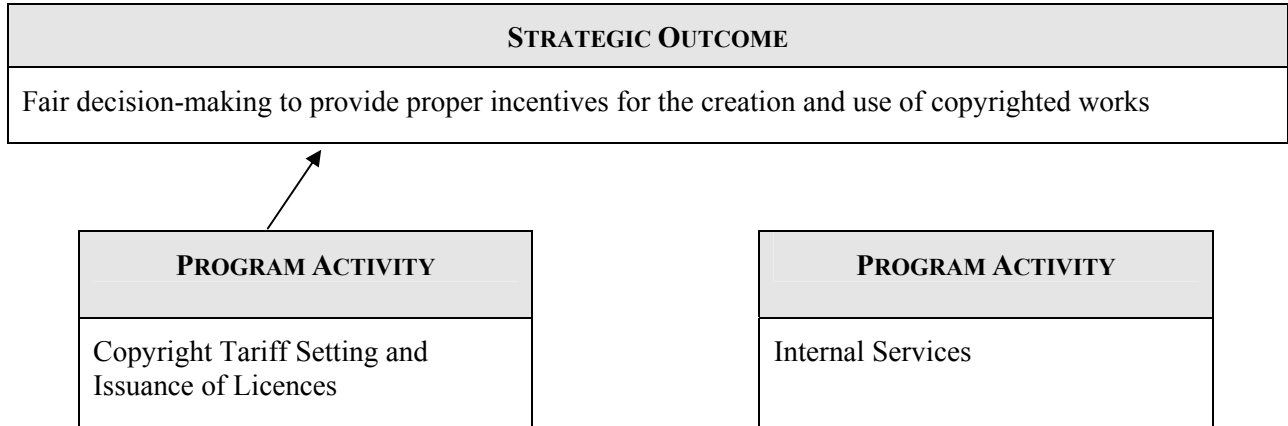 STRATEGIC OUTCOME
Fair decision-making to provide proper incentives for the creation and use of copyrighted works
PROGRAM ACTIVITY
Copyright Tariff Setting and
Issuance of Licences
PROGRAM ACTIVITY
Internal Services